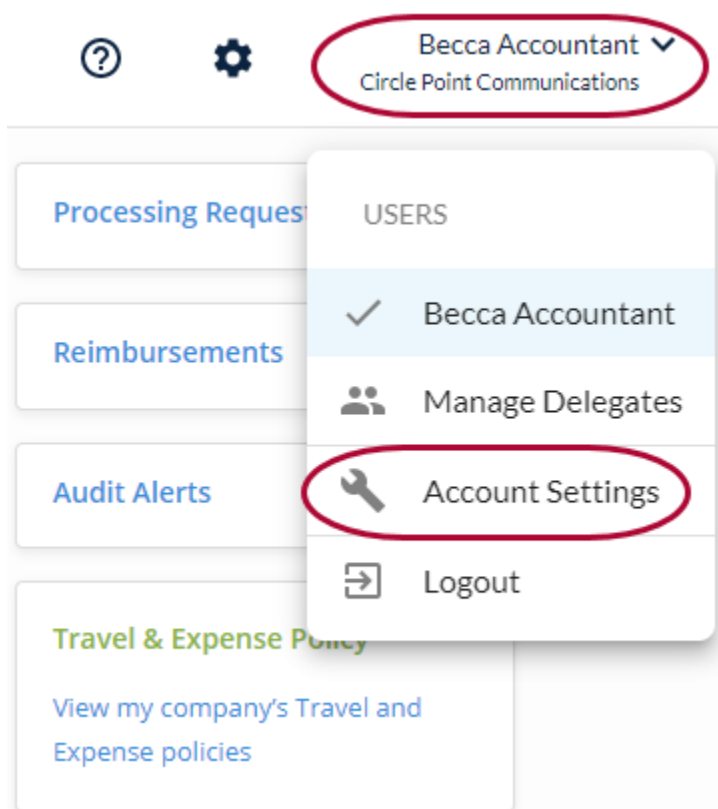 Becca Accountant
Circle Point Communications
Processing Request
USERS
Becca Accountant
Reimbursements
Manage Delegates
Audit Alerts
Account Settings
Logout
Travel & Expense Policy
View my company's Travel and
Expense policies